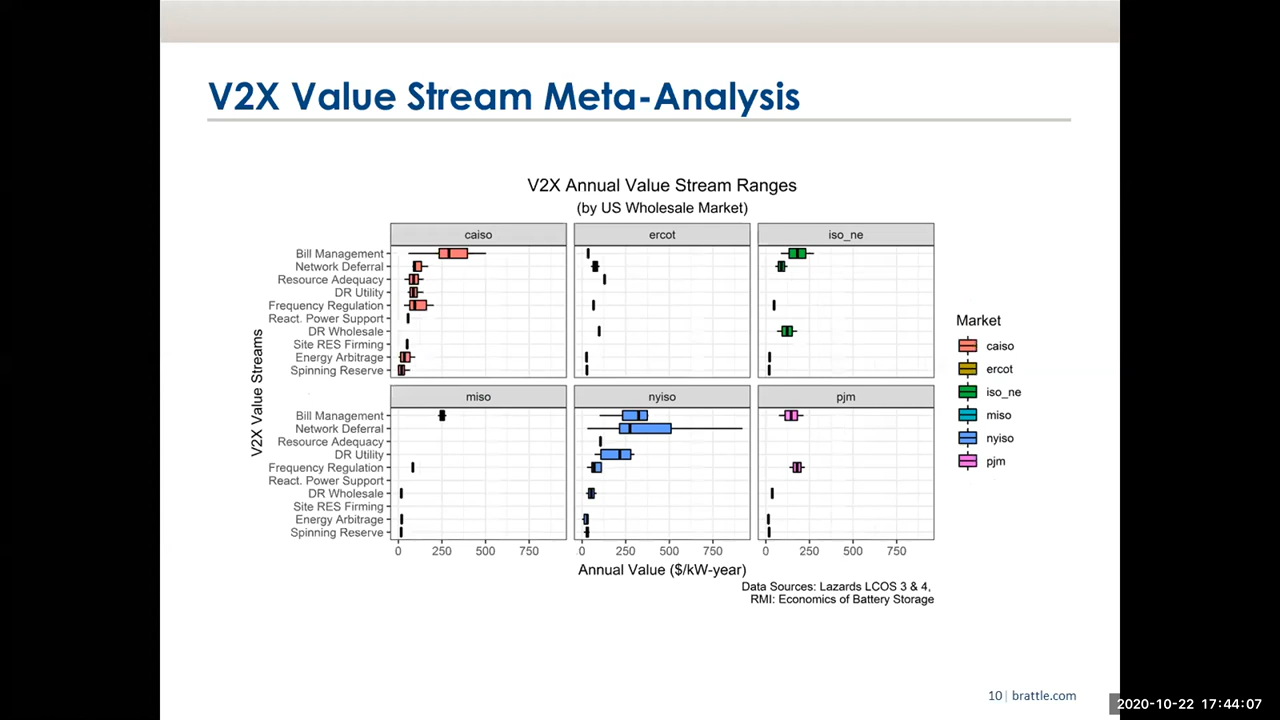 V2X Value Stream Meta-Analysis
V2X Annual Value Stream Ranges
(by US Wholesale Market)
caiso
ercot
iso_ne
Bill Management
Network Deferral
Resource Adequacy
DR Utility
Frequency Regulation
React. Power Support
DR Wholesale
Site RES Firming
Energy Arbitrage
Spinning Reserve
V2X Value Streams
miso
nyiso
pjm
Bill Management
Network Deferral
Resource Adequacy
DR Utility
Frequency Regulation
React. Power Support
DR Wholesale
Site RES Firming
Energy Arbitrage
Spinning Reserve
0 250 500 750 0 250 500 750 0 250 500 750
Annual Value ($/kW-year)
Market
caiso
ercot
iso_ne
miso
nyiso
pjm
Data Sources: Lazards LCOS 3 & 4,
RMI: Economics of Battery Storage
10 | brattle.com
2020-10-22 17:44:07